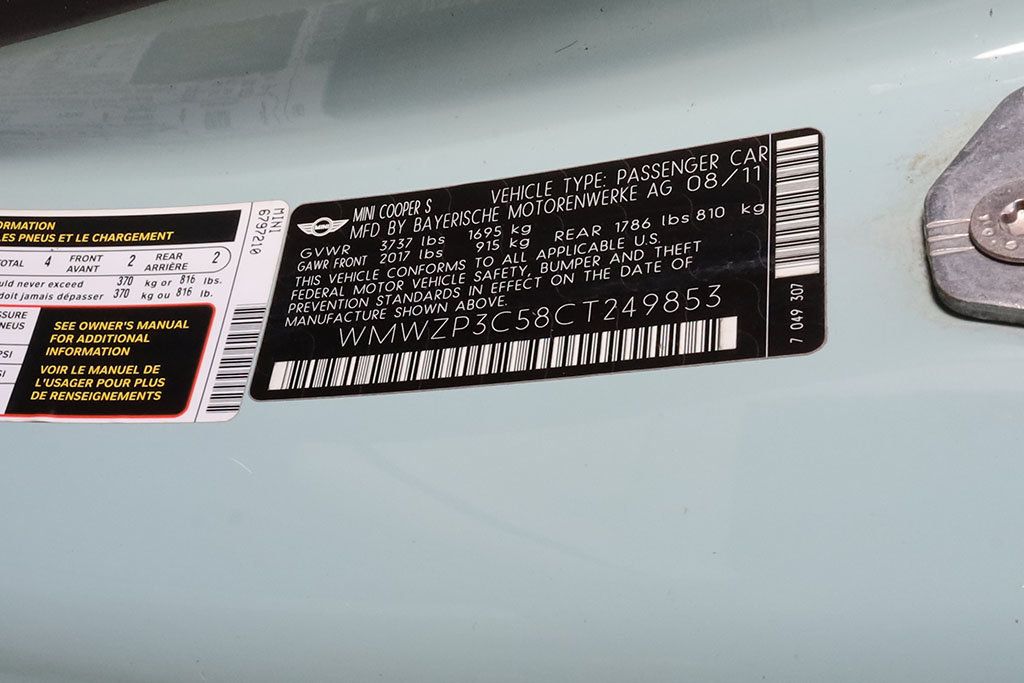 ORMATION
LES PNEUS ET LE CHARGEMENT
OTAL 4 FRONT AVANT 2 REAR ARRIÈRE 2
uld never exceed 370 kg or 816 lbs.
doit jamais dépasser 370 kg ou 816 lb.
SSURE
NEUS
PSI
SI
SEE OWNER'S MANUAL
FOR ADDITIONAL
INFORMATION
VOIR LE MANUEL DE
L'USAGER POUR PLUS
DE RENSEIGNEMENTS
MINI
6797210
MINI
MINI COOPER S VEHICLE TYPE: PASSENGER CAR
MFD BY BAYERISCHE MOTORENWERKE AG 08/11
GVWR 3737 lbs 1695 kg
GAWR FRONT 2017 lbs 915 kg REAR 1786 lbs 810 kg
THIS VEHICLE CONFORMS TO ALL APPLICABLE U.S.
FEDERAL MOTOR VEHICLE SAFETY, BUMPER AND THEFT
PREVENTION STANDARDS IN EFFECT ON THE DATE OF
MANUFACTURE SHOWN ABOVE.
WMWZP3C58CT249853
7 049 307